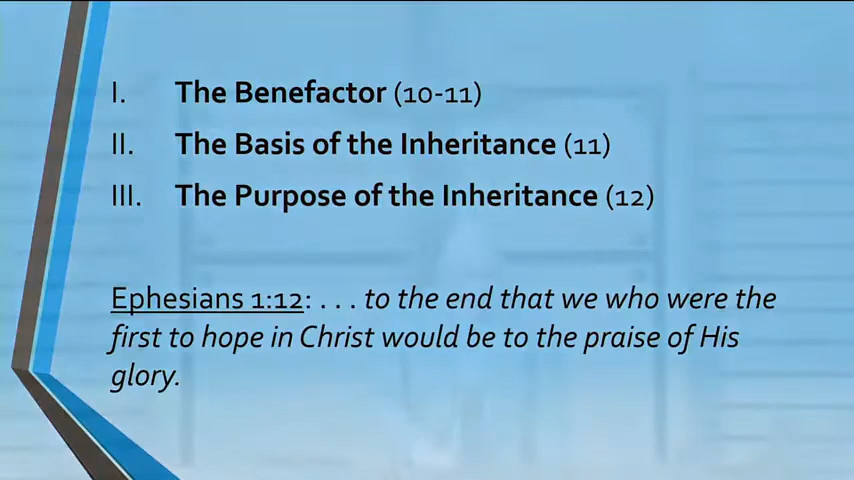 I. The Benefactor (10-11)
II. The Basis of the Inheritance (11)
III. The Purpose of the Inheritance (12)
Ephesians 1:12: . . . to the end that we who were the
first to hope in Christ would be to the praise of His
glory.